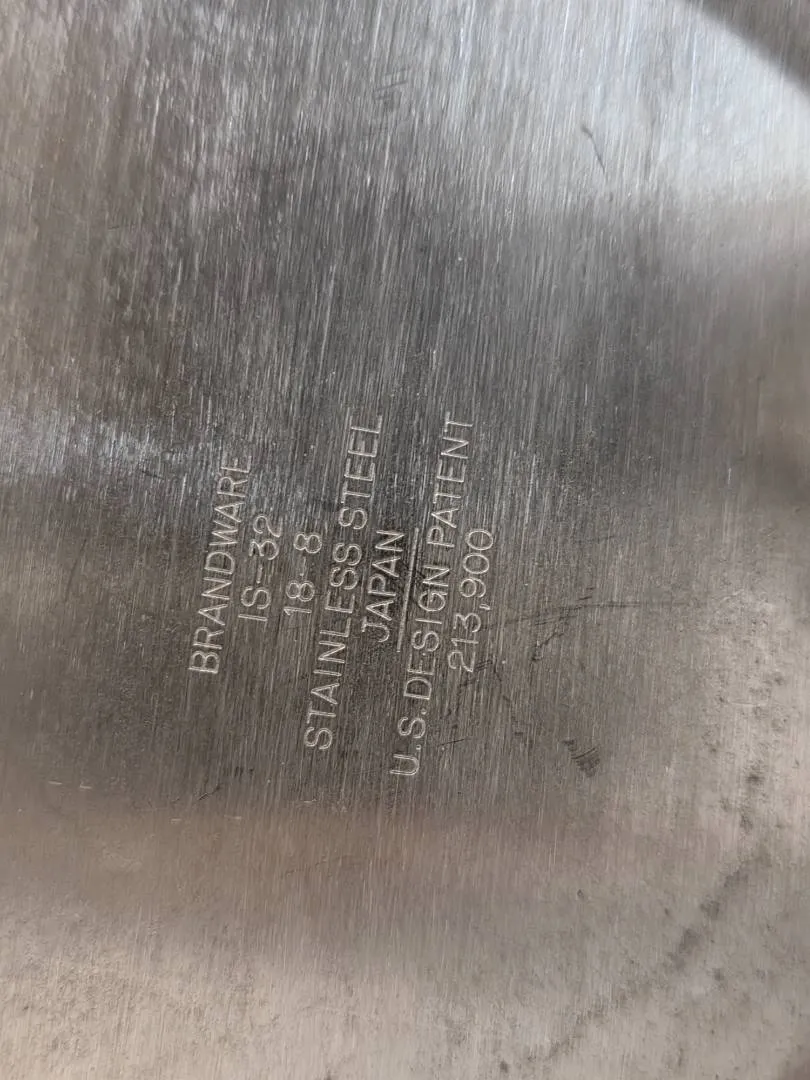 BRANDWARE
IS-32
18-8
STAINLESS STEEL
JAPAN
U.S. DESIGN PATENT
213,900